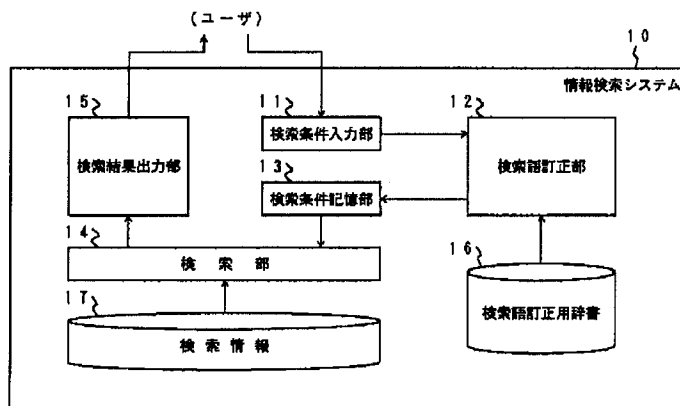 (ユーザ)
10
情報検索システム
15
検索結果出力部
11
検索条件入力部
12
検索語訂正部
13
検索条件記憶部
14
検索部
16
検索語訂正用辞書
17
検索情報